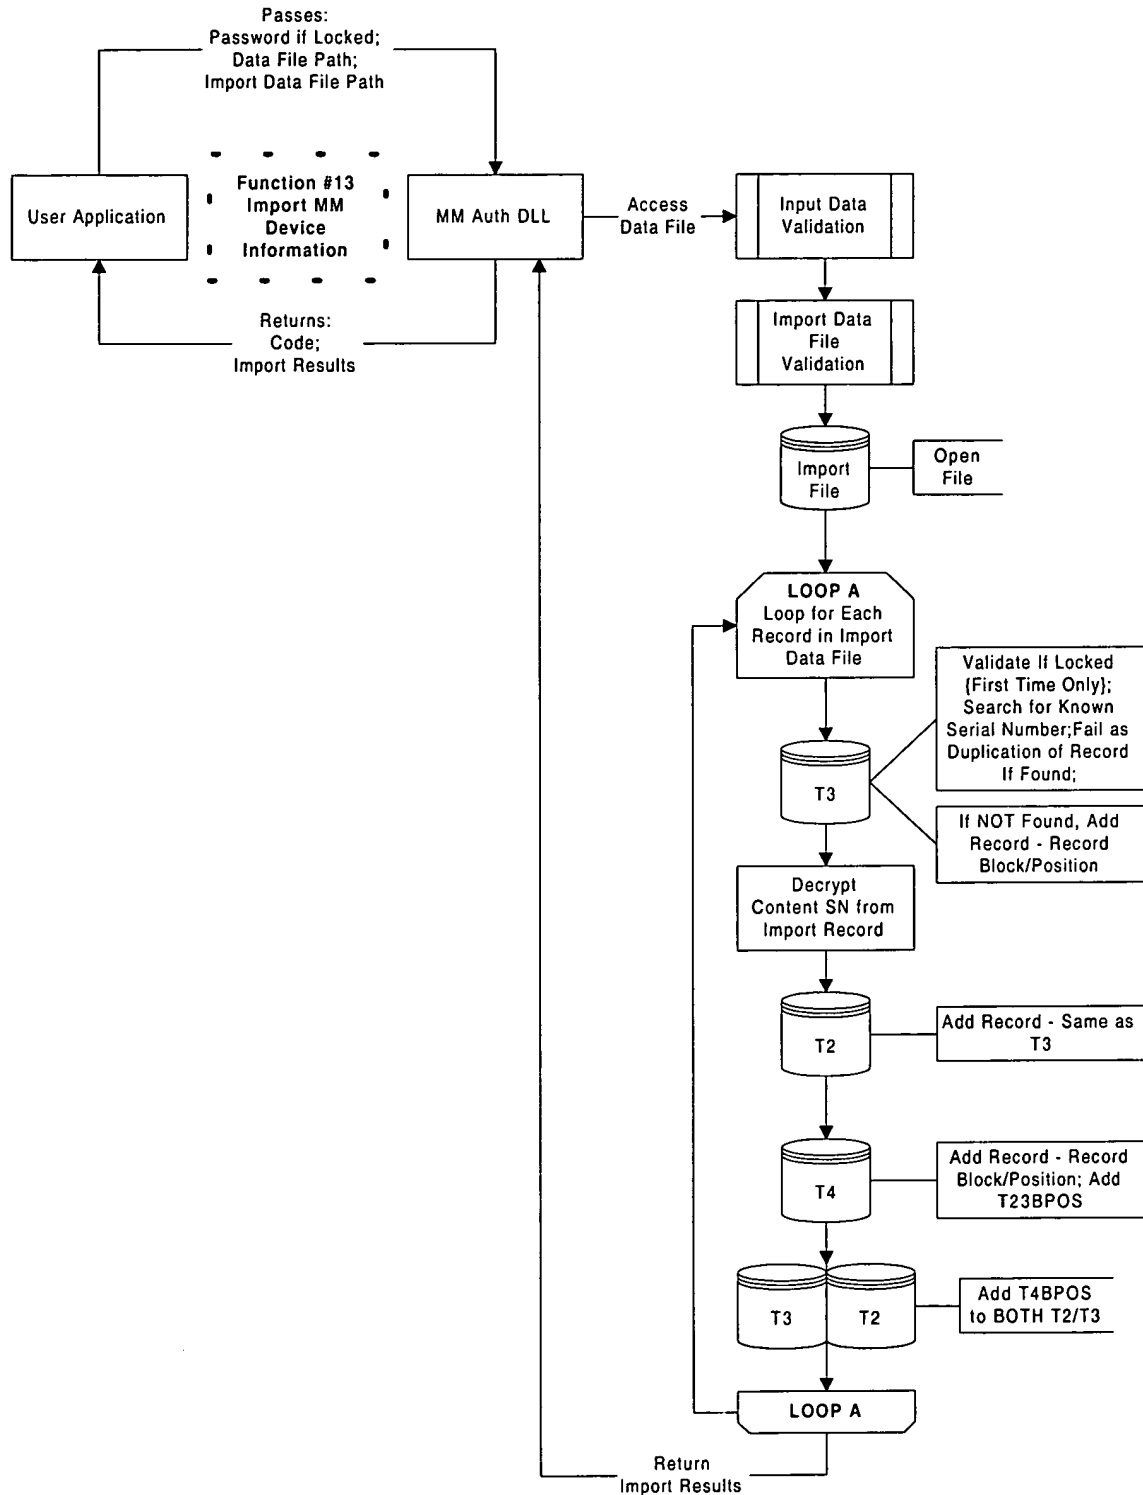 Passes:
Password if Locked;
Data File Path;
Import Data File Path
User Application
Function #13
Import MM
Device
Information
MM Auth DLL
Access
Data File
Input Data
Validation
Returns:
Code;
Import Results
Import Data
File
Validation
Import
File
Open
File
LOOP A
Loop for Each
Record in Import
Data File
Validate If Locked
{First Time Only};
Search for Known
Serial Number;Fail as
Duplication of Record
If Found;
T3
If NOT Found, Add
Record - Record
Block/Position
Decrypt
Content SN from
Import Record
T2
Add Record - Same as
T3
T4
Add Record - Record
Block/Position; Add
T23BPOS
T3
T2
Add T4BPOS
to BOTH T2/T3
LOOP A
Return
Import Results